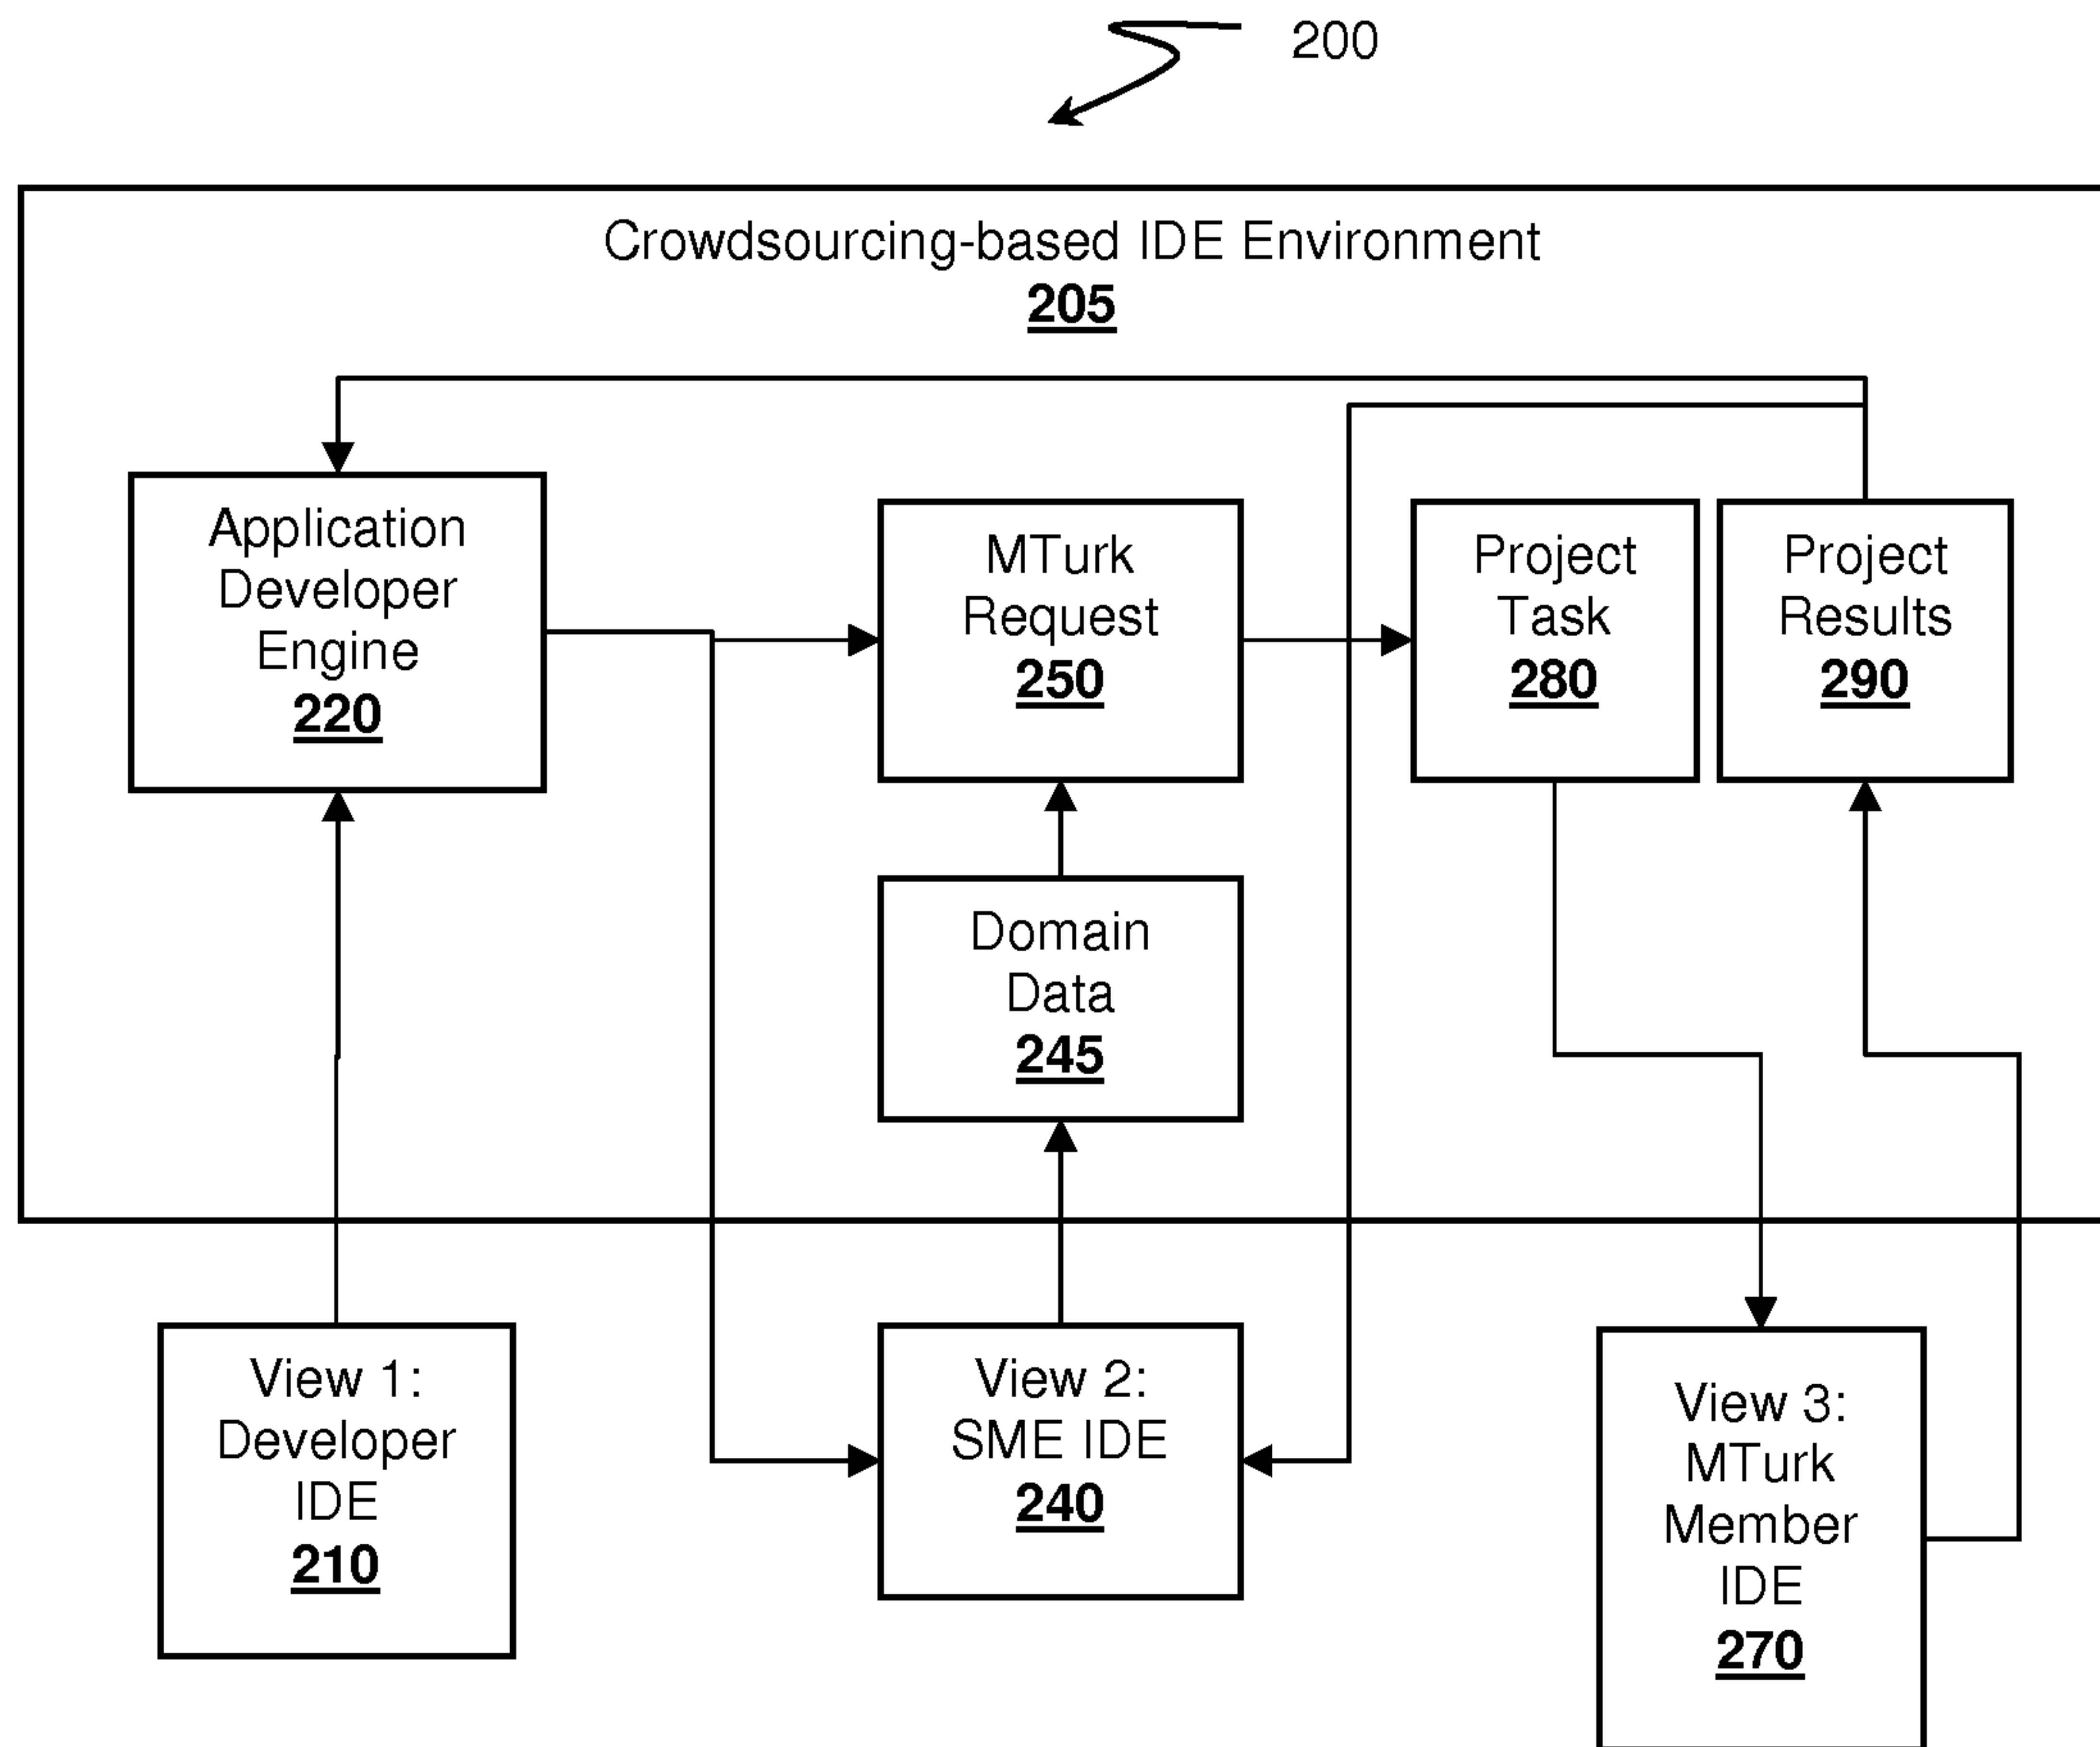 200
Crowdsourcing-based IDE Environment
205
Application
Developer
Engine
220
MTurk
Request
250
Project
Task
280
Project
Results
290
Domain
Data
245
View 1:
Developer
IDE
210
View 2:
SME IDE
240
View 3:
MTurk
Member
IDE
270